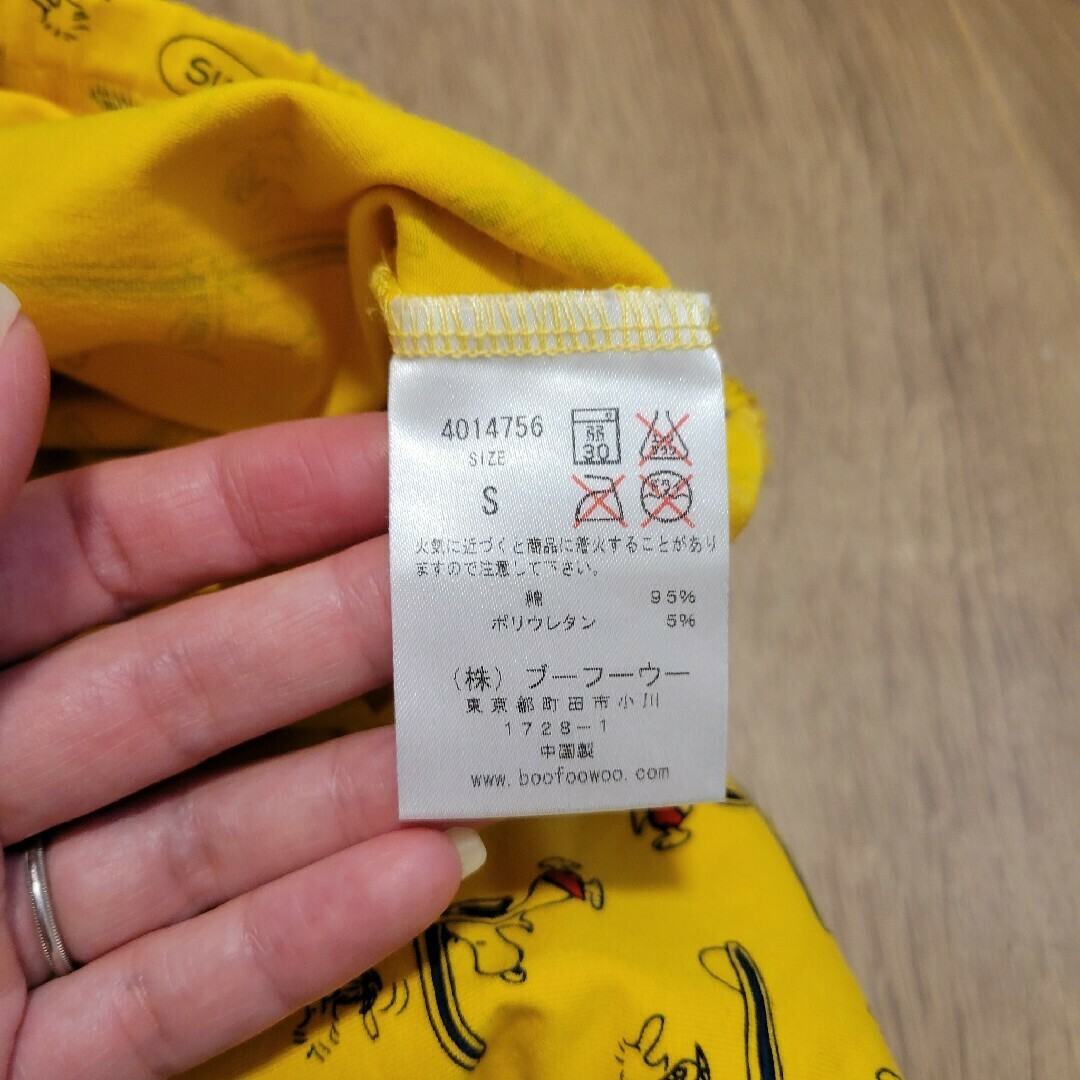 4014756
SIZE
S
弱
30
火気に近づくと商品に着火することがあり
ますので注意して下さい。
棉 95%
ポリウレタン 5%
(株) ブーフーウー
東京都町田市小川
1728-1
中国製
www.boofoowoo.com